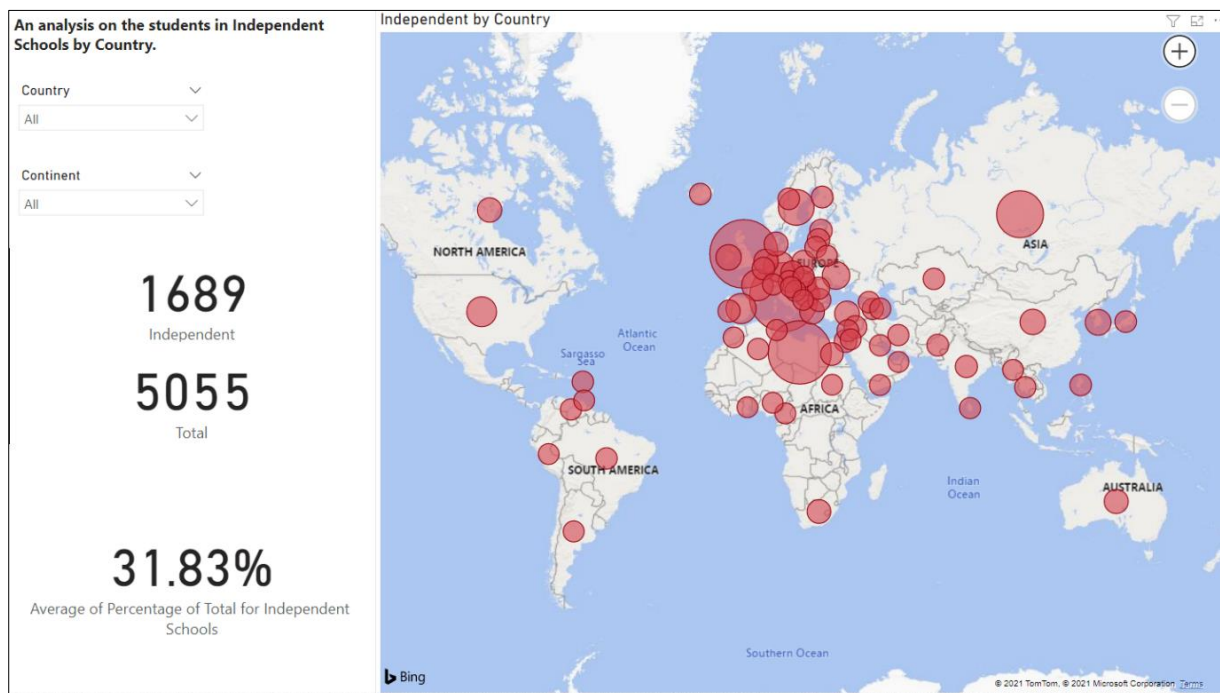 An analysis on the students in Independent
Schools by Country.
Country
All
Continent
All
1689
Independent
5055
Total
31.83%
Average of Percentage of Total for Independent
Schools
Independent by Country
NORTH AMERICA
EUROPE
ASIA
Atlantic
Ocean
Sargasso
Sea
AFRICA
SOUTH AMERICA
Indian
Ocean
AUSTRALIA
Southern Ocean
Bing
© 2021 TomTom, © 2021 Microsoft Corporation Terms